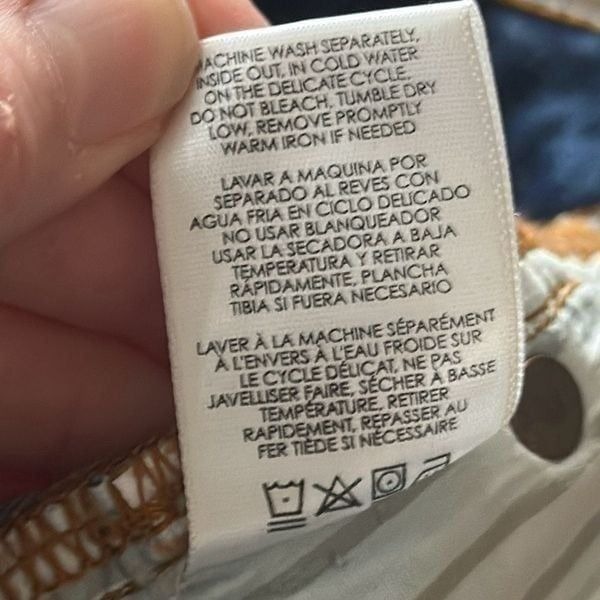 MACHINE WASH SEPARATELY,
INSIDE OUT, IN COLD WATER
ON THE DELICATE CYCLE.
DO NOT BLEACH, TUMBLE DRY
LOW, REMOVE PROMPTLY
WARM IRON IF NEEDED
LAVAR A MAQUINA POR
SEPARADO AL REVES CON
AGUA FRIA EN CICLO DELICADO
NO USAR BLANQUEADOR
USAR LA SECADORA A BAJA
TEMPERATURA Y RETIRAR
RÁPIDAMENTE, PLANCHA
TIBIA SI FUERA NECESARIO
LAVER À LA MACHINE SÉPARÉMENT
À L'ENVERS À L'EAU FROIDE SUR
LE CYCLE DÉLICAT, NE PAS
JAVELLISER FAIRE, SÉCHER À BASSE
TEMPÉRATURE, RETIRER
RAPIDEMENT, REPASSER AU
FER TIÈDE SI NÉCESSAIRE